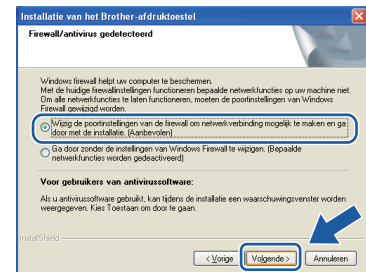 Installatie van het Brother-afdruktoestel
Firewall/antivirus gedetecteerd
Windows firewall helpt uw computer te beschermen.
Met de huidige firewallinstellingen functioneren bepaalde netwerkfuncties op uw machine niet.
Om alle netwerkfuncties te laten functioneren, moeten de poortinstellingen van Windows
Firewall gewijzigd worden.
Wijzig de poortinstellingen van de firewall om netwerkverbinding mogelijk te maken en ga
door met de installatie. (Aanbevolen)
Ga door zonder de instellingen van Windows Firewall te wijzigen. (Bepaalde
netwerkfuncties worden gedeactiveerd)
Voor gebruikers van antivirussoftware:
Als u antivirussoftware gebruikt, kan tijdens de installatie een waarschuwingsvenster worden
weergegeven. Kies Toestaan om door te gaan.
InstallShield
< Vorige
Volgende >
Annuleren